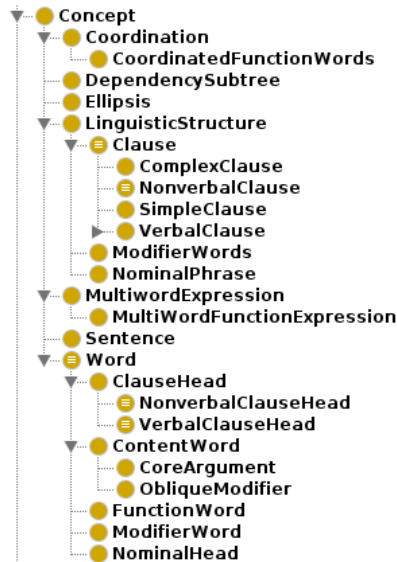 Concept
Coordination
CoordinatedFunctionWords
DependencySubtree
Ellipsis
LinguisticStructure
Clause
ComplexClause
NonverbalClause
SimpleClause
VerbalClause
ModifierWords
NominalPhrase
MultiwordExpression
MultiWordFunctionExpression
Sentence
Word
ClauseHead
NonverbalClauseHead
VerbalClauseHead
ContentWord
CoreArgument
ObliqueModifier
FunctionWord
ModifierWord
NominalHead